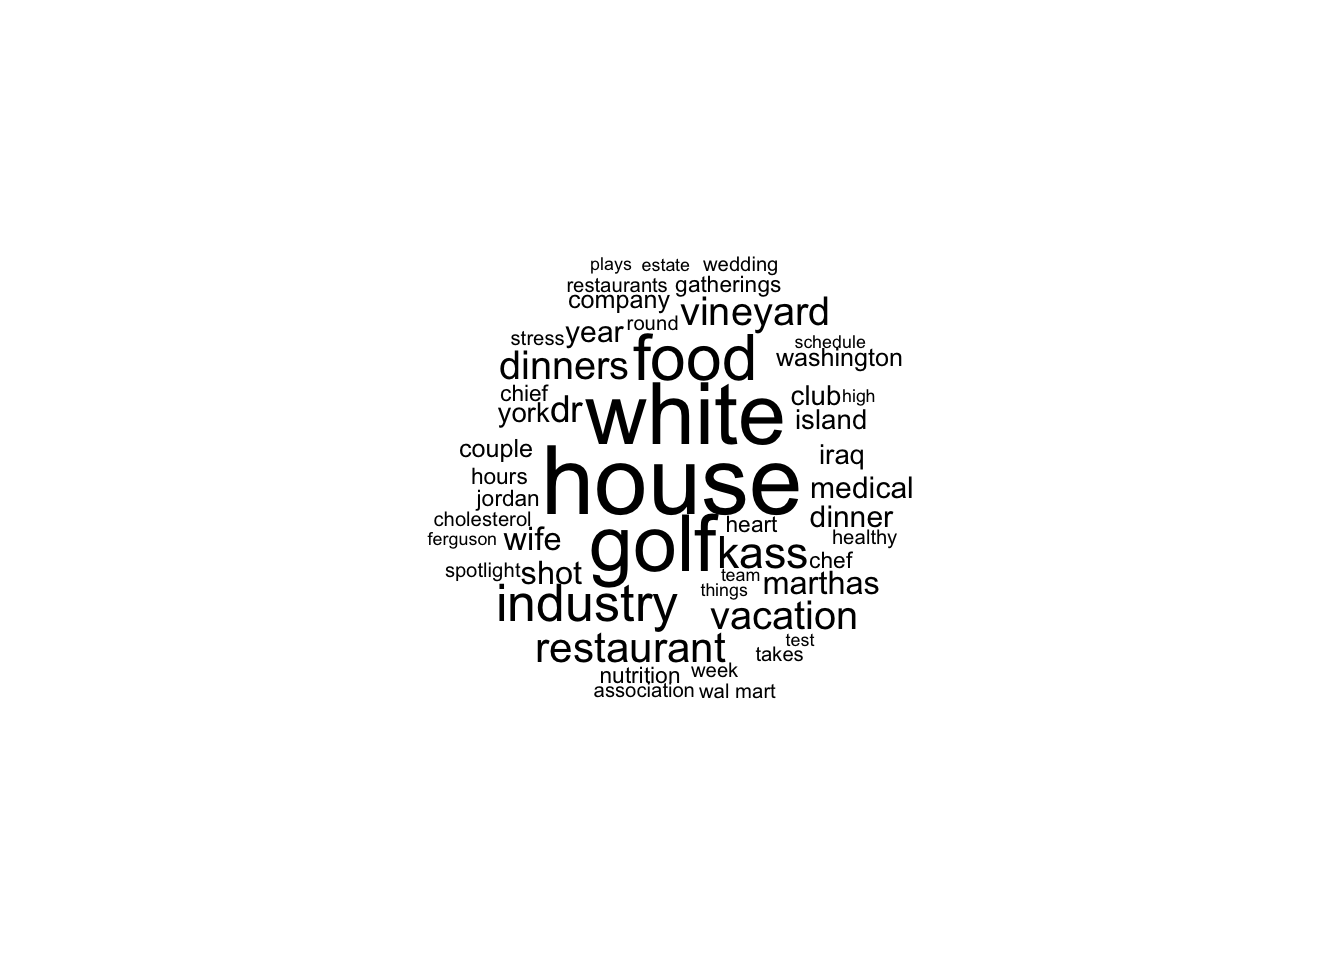 plays estate wedding
restaurants gatherings
company vineyard
stress year round
schedule
dinners food washington
chief club high
york dr white island
couple iraq
hours house medical
jordan
cholesterol heart dinner
ferguson wife golf kass healthy
chef
spotlight shot team marthas
things
industry vacation
restaurant test
takes
nutrition week
association wal mart